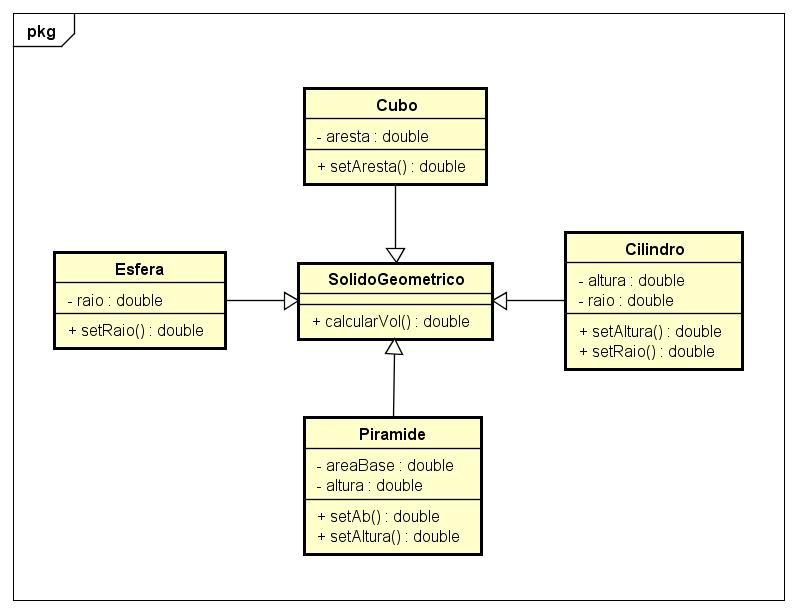 pkg
Cubo
- aresta : double
+ setAresta() : double
Esfera
- raio : double
+ setRaio() : double
SolidoGeometrico
+ calcularVol() : double
Cilindro
- altura : double
- raio : double
+ setAltura() : double
+ setRaio() : double
Piramide
- areaBase : double
- altura : double
+ setAb() : double
+ setAltura() : double